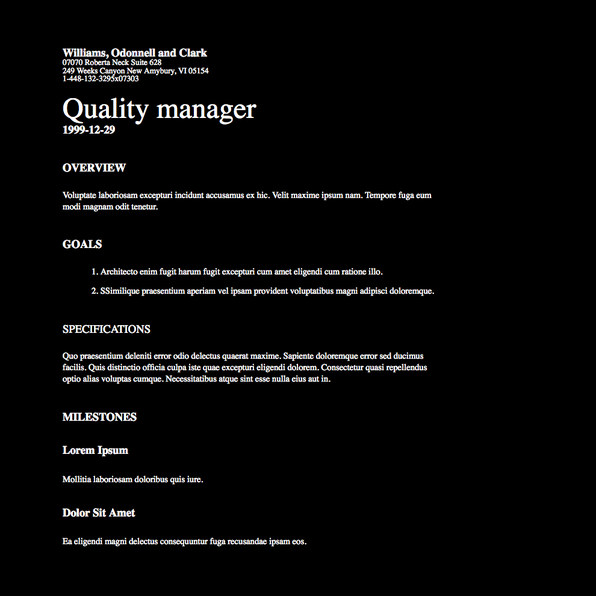 Williams, Odonnell and Clark
07070 Roberta Neck Suite 628
249 Weeks Canyon New Amybury, VI 05154
1-448-132-3295x07303
Quality manager
1999-12-29
OVERVIEW
Voluptate laboriosam excepturi incidunt accusamus ex hic. Velit maxime ipsum nam. Tempore fuga eum
modi magnam odit tenetur.
GOALS
1. Architecto enim fugit harum fugit excepturi cum amet eligendi cum ratione illo.
2. SSimilique praesentium aperiam vel ipsam provident voluptatibus magni adipisci doloremque.
SPECIFICATIONS
Quo praesentium deleniti error odio delectus quaerat maxime. Sapiente doloremque error sed ducimus
facilis. Quis distinctio officia culpa iste quae excepturi eligendi dolorem. Consectetur quasi repellendus
optio alias voluptas cumque. Necessitatibus atque sint esse nulla eius aut in.
MILESTONES
Lorem Ipsum
Mollitia laboriosam doloribus quis iure.
Dolor Sit Amet
Ea eligendi magni delectus consequuntur fuga recusandae ipsam eos.